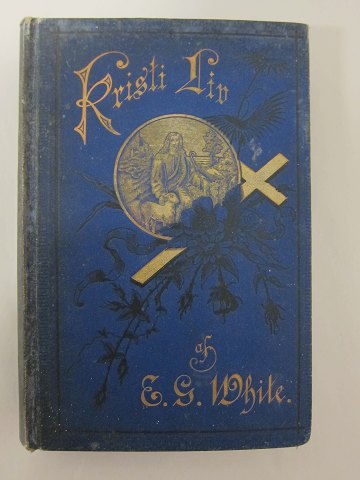 Kristi Liv
af
E. G. White.